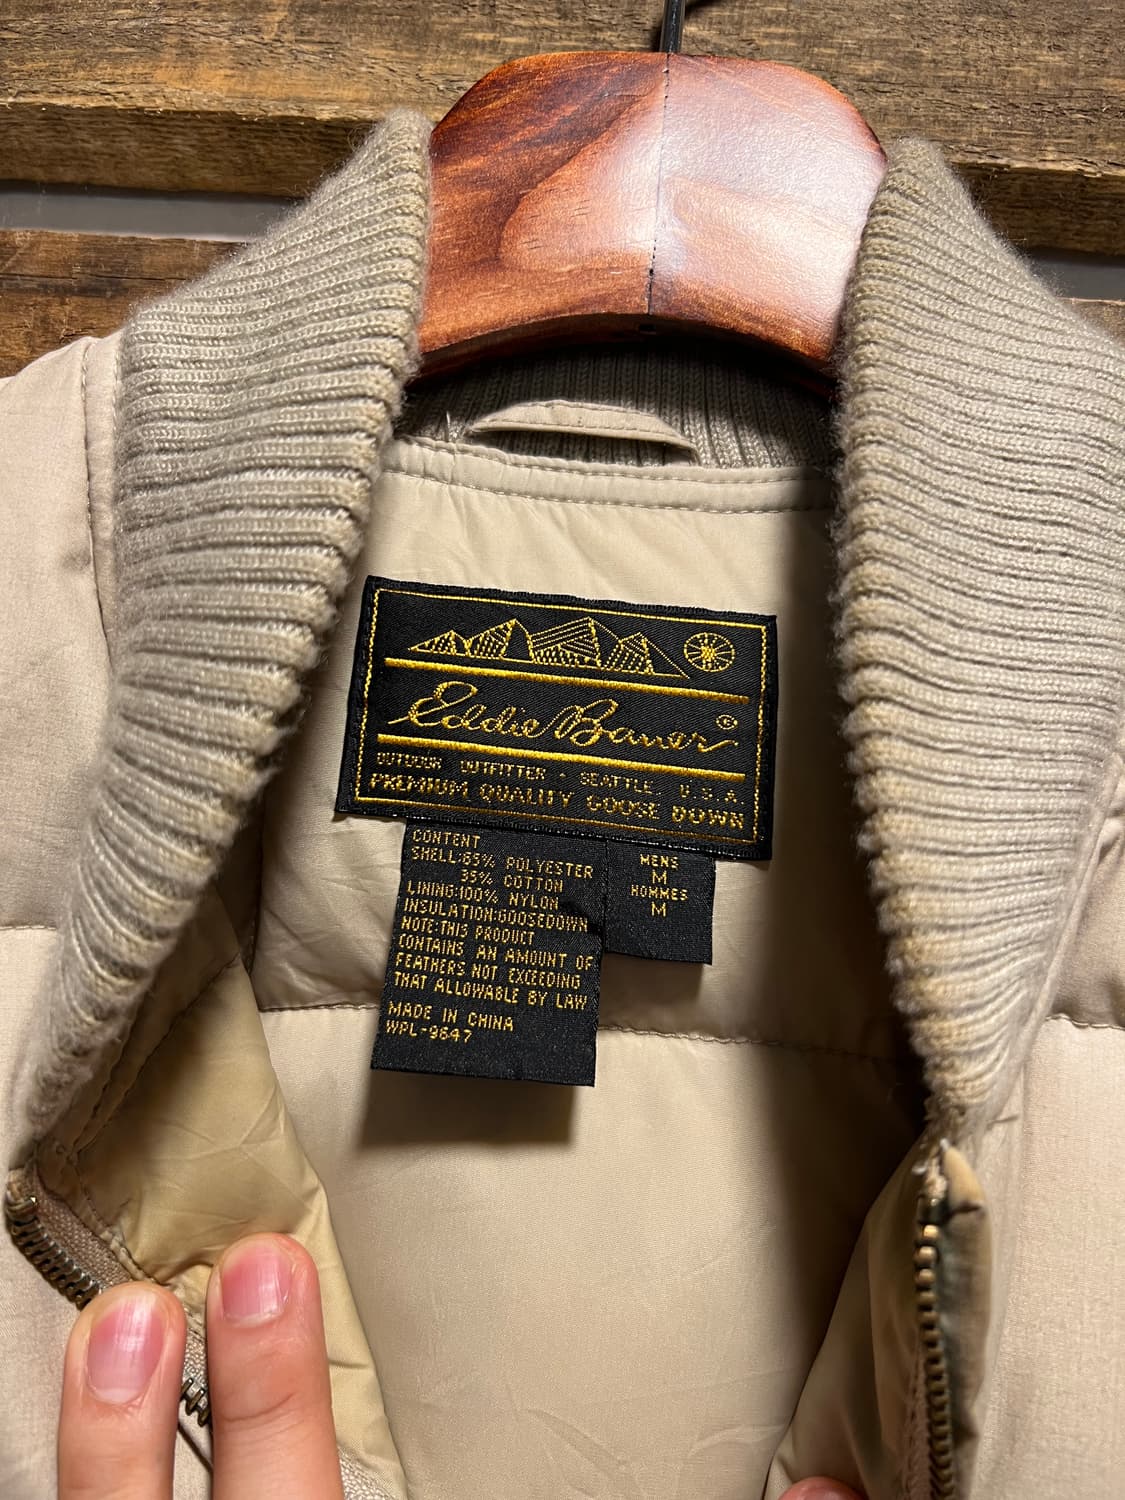 Eddie Bauer ®
OUTDOOR OUTFITTER - SEATTLE, U.S.A.
PREMIUM QUALITY GOOSE DOWN
CONTENT
SHELL:65% POLYESTER
35% COTTON
LINING:100% NYLON
INSULATION:GOOSEDOWN
NOTE:THIS PRODUCT
CONTAINS AN AMOUNT OF
FEATHERS NOT EXCEEDING
THAT ALLOWABLE BY LAW
MADE IN CHINA
WPL-9647
MENS
M
HOMMES
M